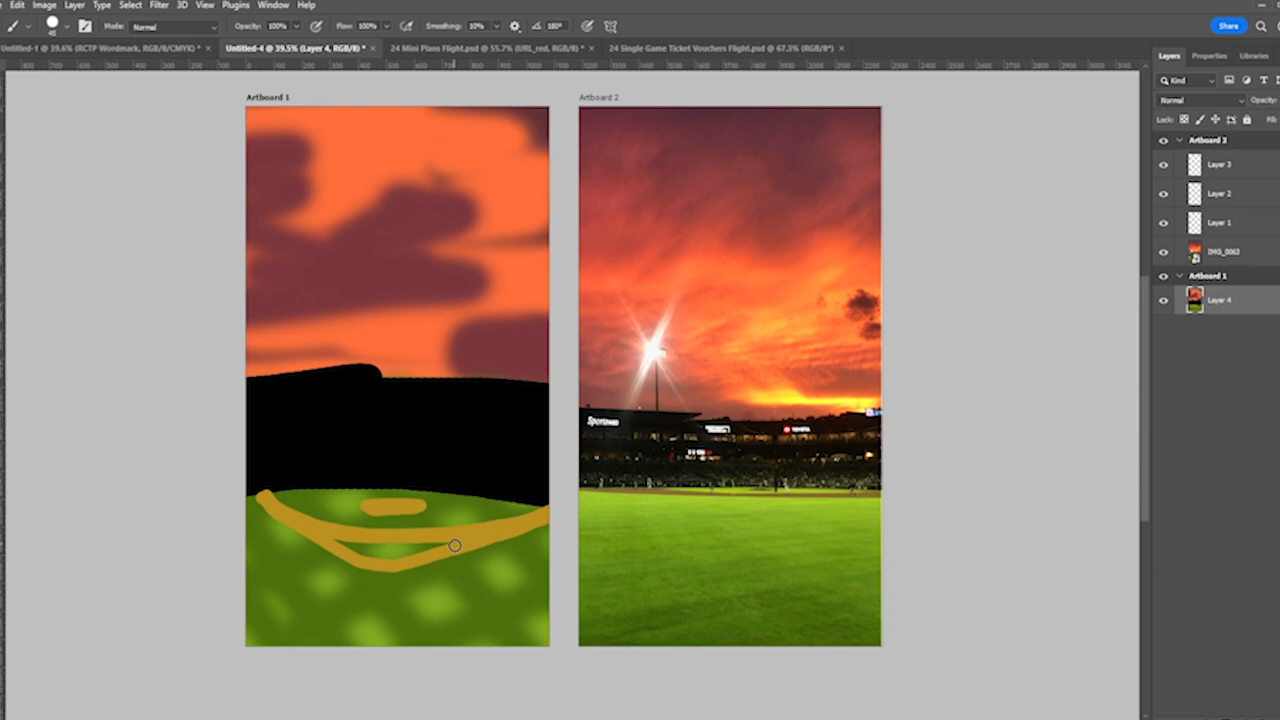 Edit Image Layer Type Select Filter 3D View Plugins Window Help
45 Mode: Normal Opacity: 100% Flow: 100% Smoothing: 10% 180° Share
Untitled-1 @ 39.6% (RCTP Wordmark, RGB/8/CMYK) * × Untitled-4 @ 39.5% (Layer 4, RGB/8) * × 24 Mini Plans Flight.psd @ 55.7% (URL_red, RGB/8) * × 24 Single Game Ticket Vouchers Flight.psd @ 67.3% (RGB/8*) ×
Layers Properties Libraries
Kind
Normal Opacity:
Lock: Fill:
Artboard 1
Artboard 2
Artboard 2
Layer 3
Layer 2
Layer 1
IMG_0063
Artboard 1
Layer 4
TOYOTA